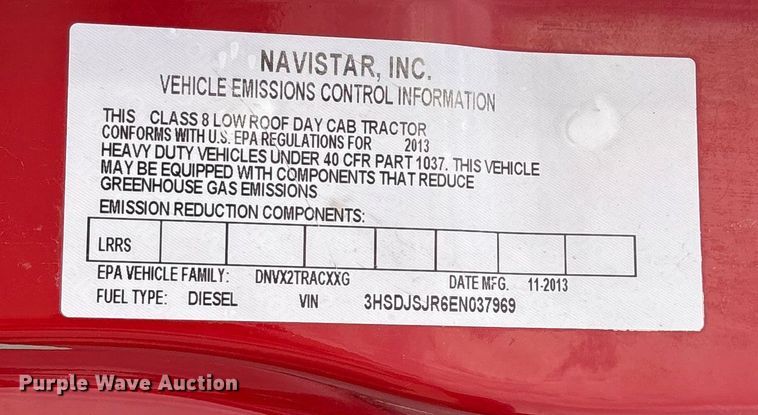 NAVISTAR, INC.
VEHICLE EMISSIONS CONTROL INFORMATION
THIS CLASS 8 LOW ROOF DAY CAB TRACTOR
CONFORMS WITH U.S. EPA REGULATIONS FOR 2013
HEAVY DUTY VEHICLES UNDER 40 CFR PART 1037. THIS VEHICLE
MAY BE EQUIPPED WITH COMPONENTS THAT REDUCE
GREENHOUSE GAS EMISSIONS
EMISSION REDUCTION COMPONENTS:
LRRS
EPA VEHICLE FAMILY: DNVX2TRACXXG DATE MFG. 11-2013
FUEL TYPE: DIESEL VIN 3HSDJSJR6EN037969
Purple Wave Auction